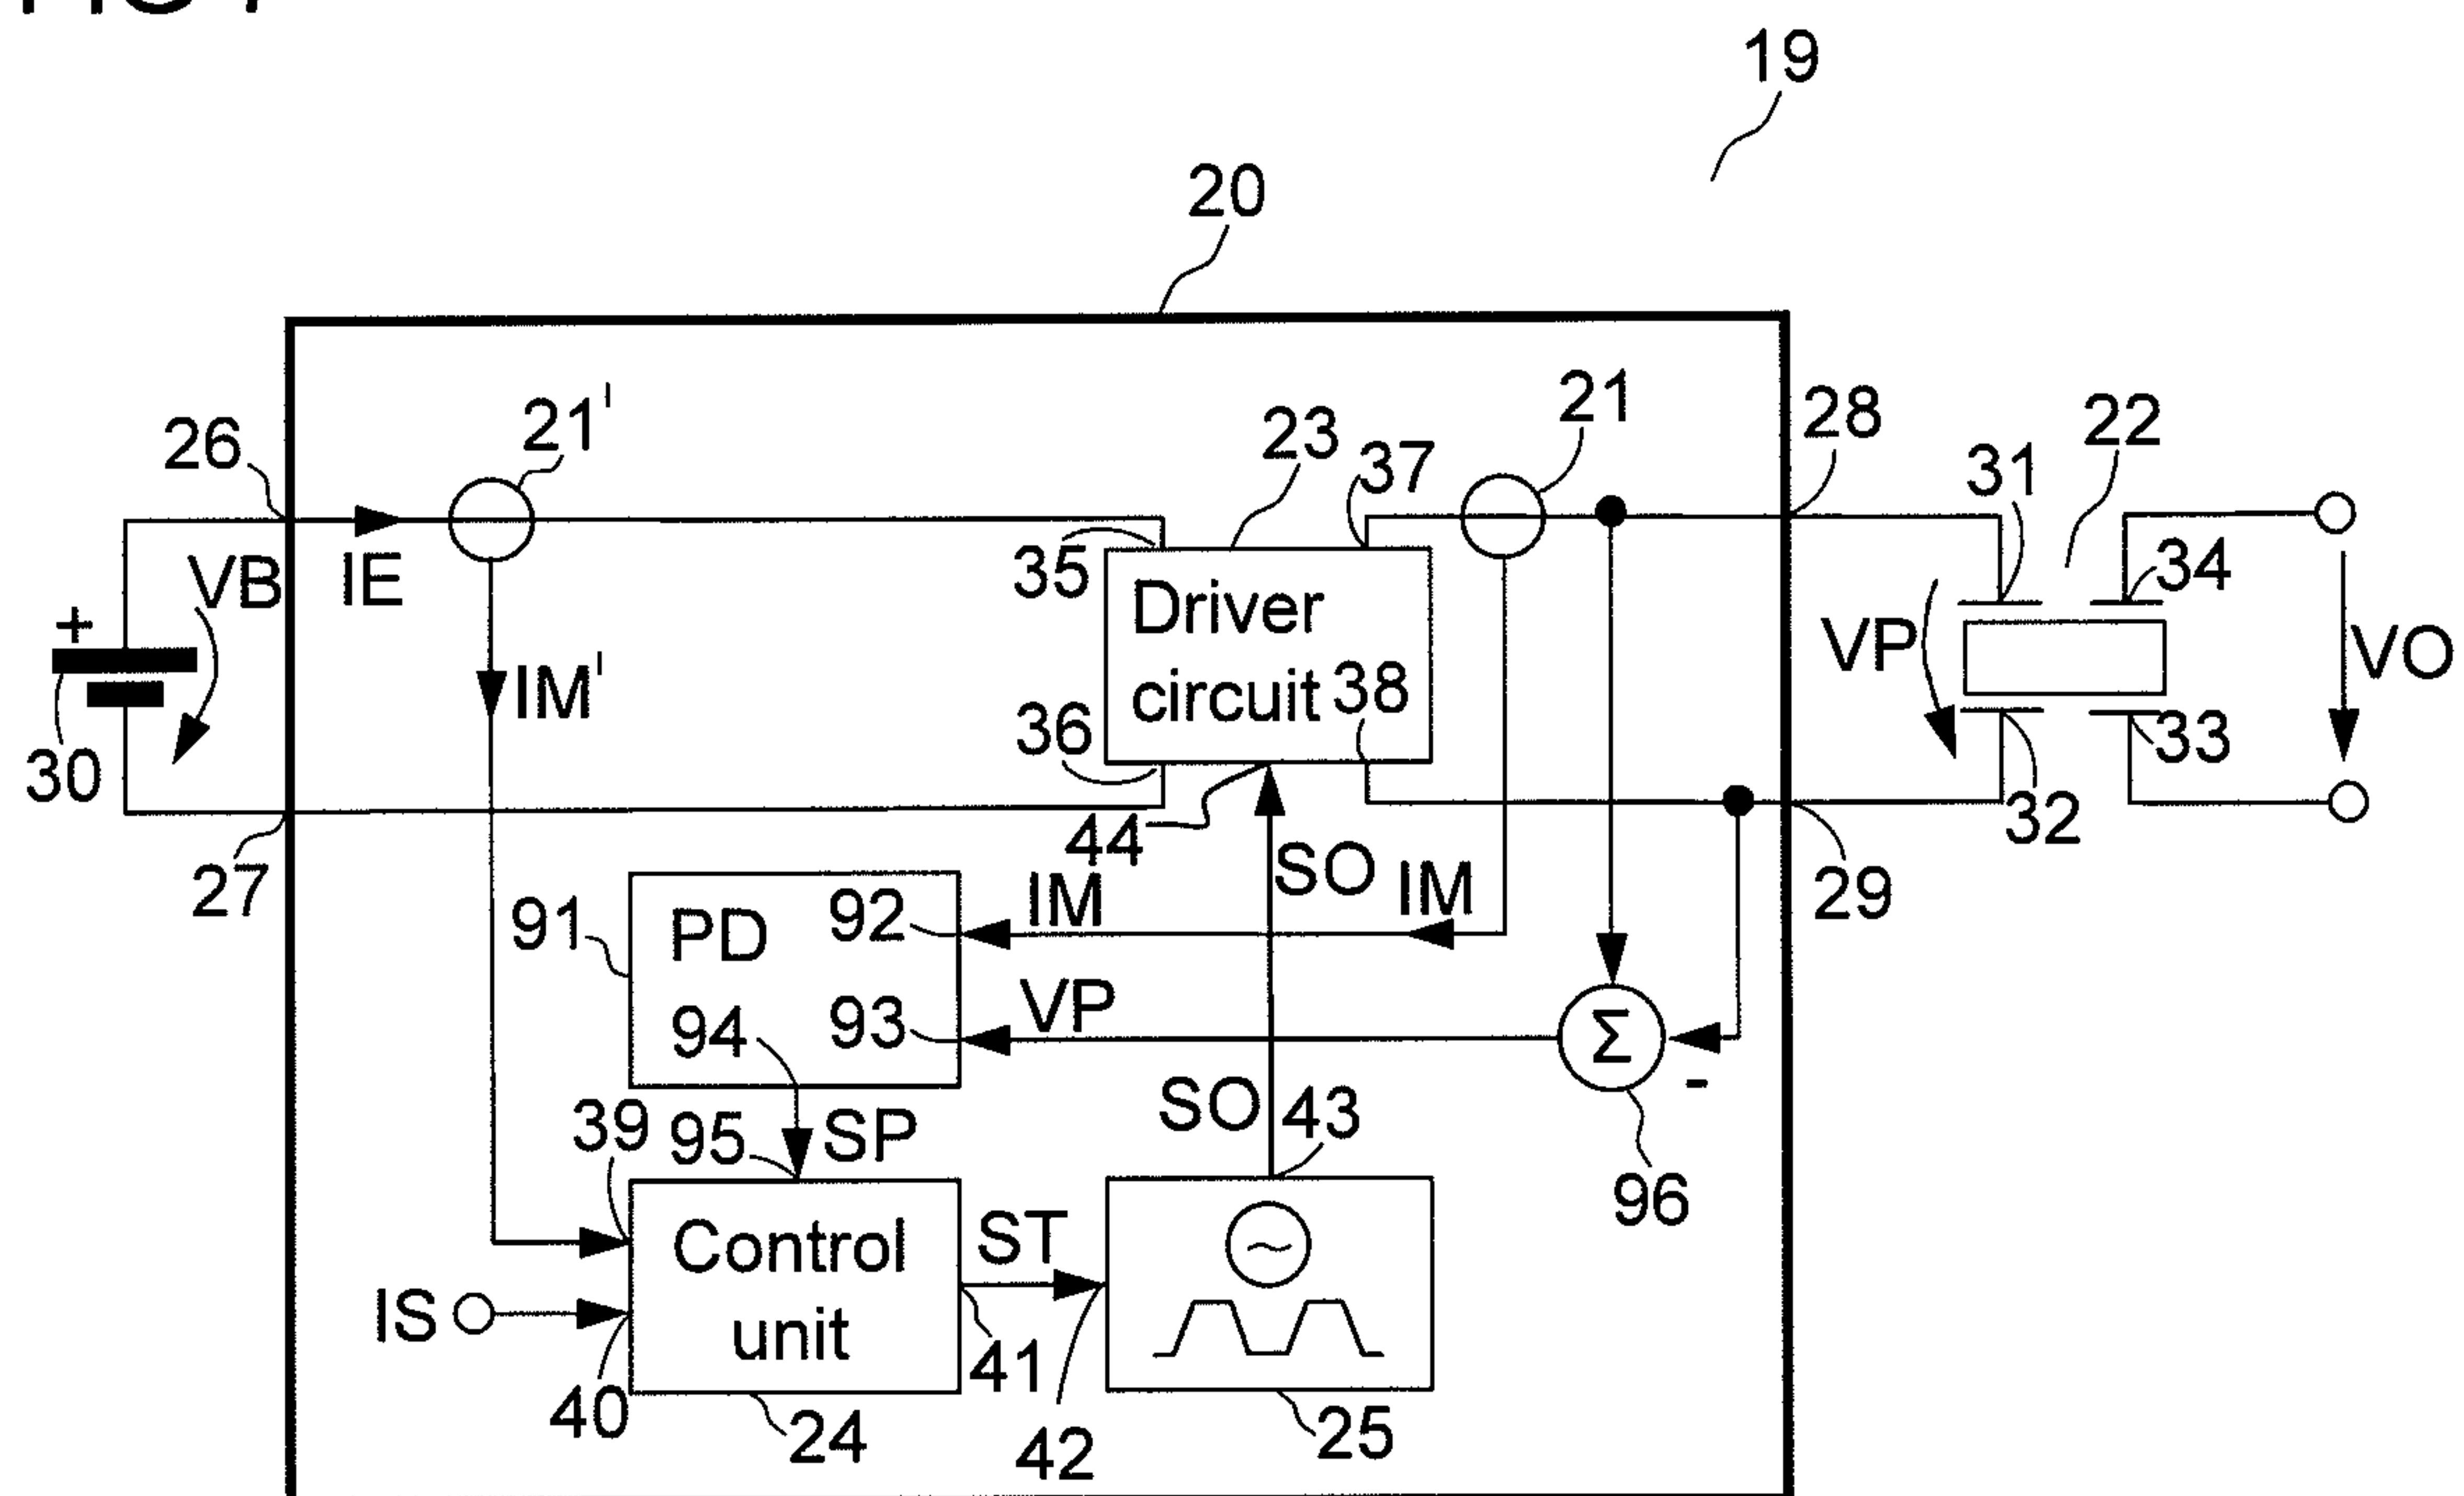 19
20
21'
21
26
23
37
28
22
31
35
34
VB
IE
+
Driver
circuit
38
VP
VO
IM'
36
30
33
32
44
27
SO
IM
IM
29
91
PD
92
VP
94
93
Σ
-
SO
43
39
95
SP
96
Control
unit
ST
~
IS
41
40
24
42
25